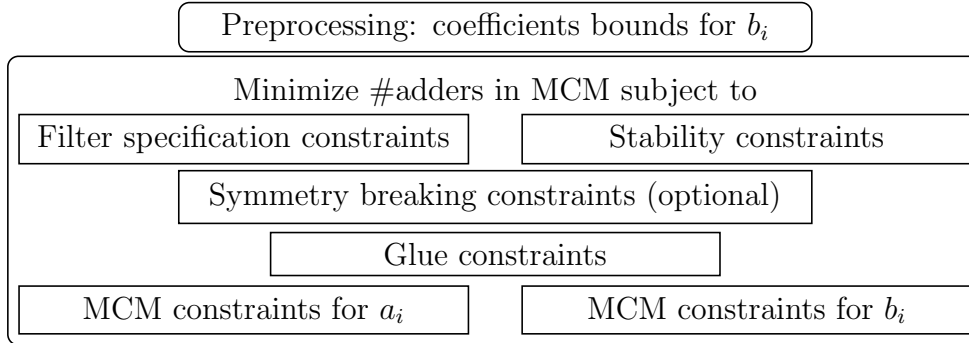 Preprocessing: coefficients bounds for $b_i$
Minimize #adders in MCM subject to
Filter specification constraints
Stability constraints
Symmetry breaking constraints (optional)
Glue constraints
MCM constraints for $a_i$
MCM constraints for $b_i$